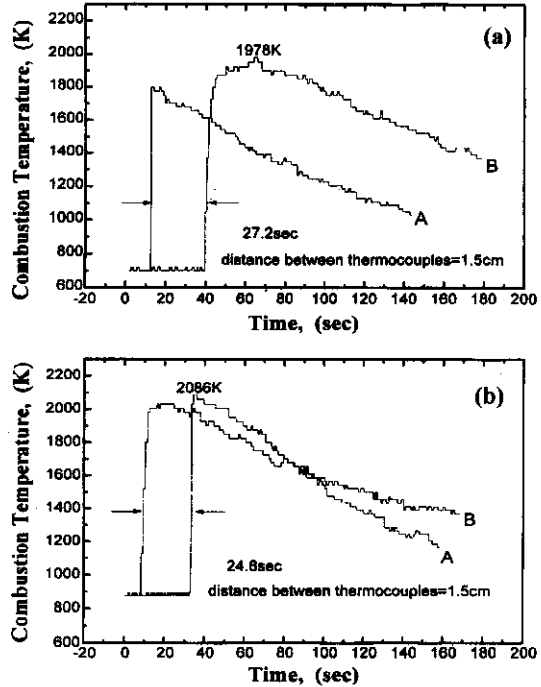 2200
(a)
2000
1978K
1800
1600
1400
B
1200
1000
A
27.2sec
800
distance between thermocouples=1.5cm
600
-20 0 20 40 60 80 100 120 140 160 180 200
Time, (sec)
Combustion Temperature, (K)
2200
(b)
2086K
2000
1800
1600
1400
B
1200
A
1000
24.8sec
distance between thermocouples=1.5cm
800
600
-20 0 20 40 60 80 100 120 140 160 180 200
Time, (sec)
Combustion Temperature, (K)